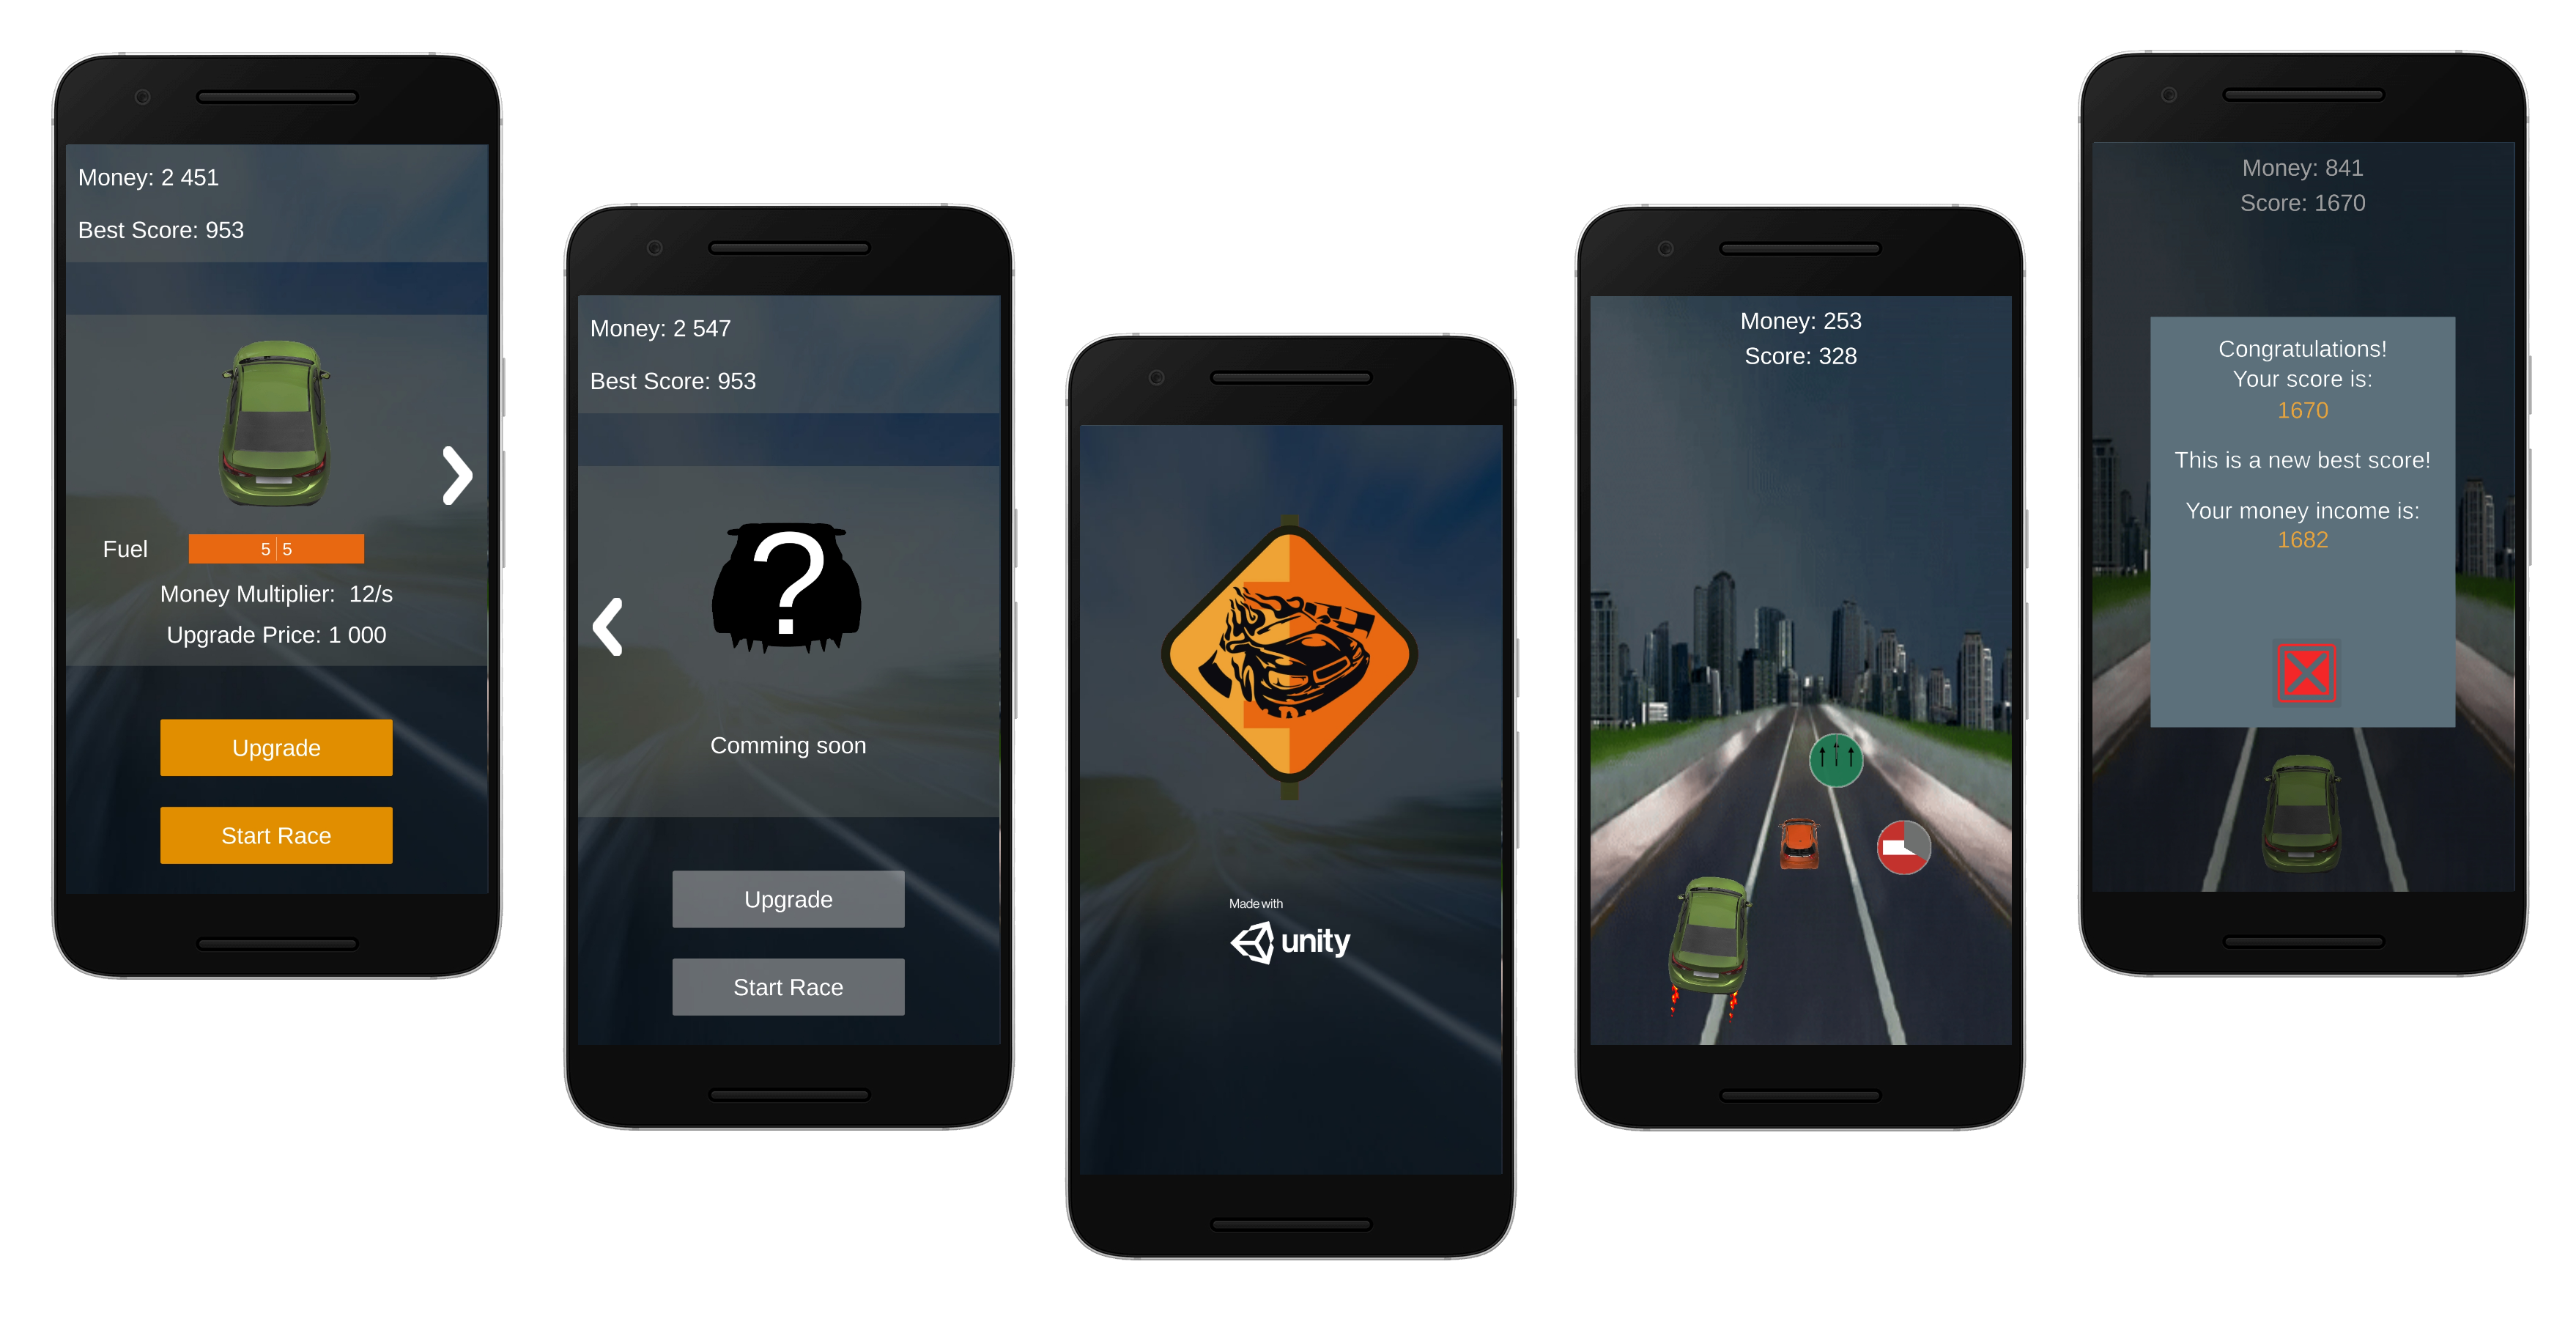 Money: 2 451
Best Score: 953
Fuel
5 5
Money Multiplier: 12/s
Upgrade Price: 1 000
Upgrade
Start Race
Money: 2 547
Best Score: 953
?
Comming soon
Upgrade
Start Race
Made with
unity
Money: 253
Score: 328
Money: 841
Score: 1670
Congratulations!
Your score is:
1670
This is a new best score!
Your money income is:
1682